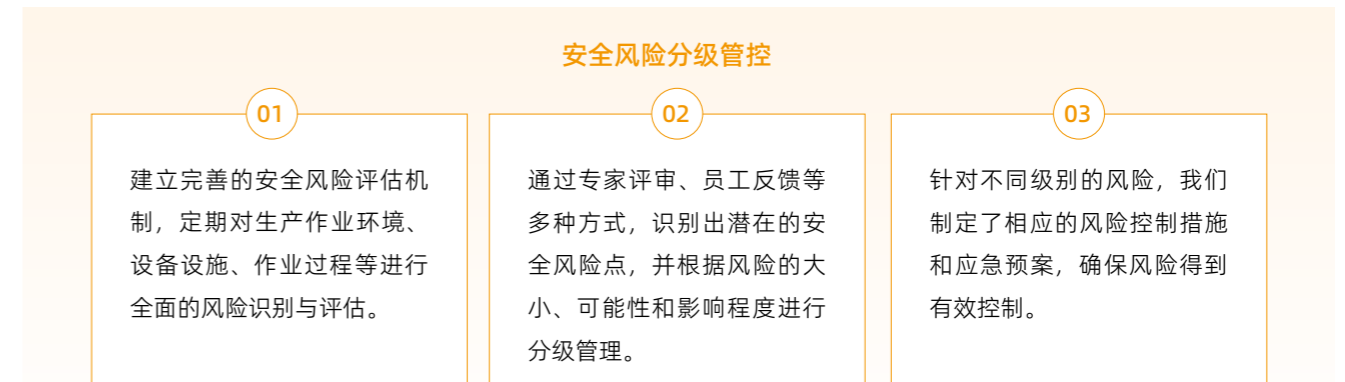 安全风险分级管控
01
建立完善的安全风险评估机
制，定期对生产作业环境、
设备设施、作业过程等进行
全面的风险识别与评估。
02
通过专家评审、员工反馈等
多种方式，识别出潜在的安
全风险点，并根据风险的大
小、可能性和影响程度进行
分级管理。
03
针对不同级别的风险，我们
制定了相应的风险控制措施
和应急预案，确保风险得到
有效控制。